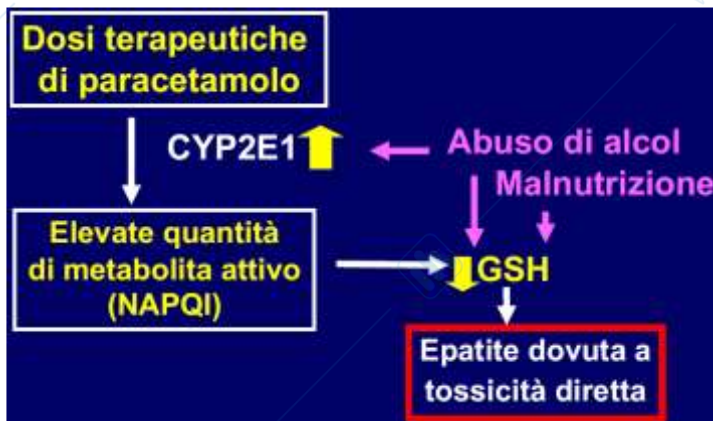 Dosi terapeutiche
di paracetamolo
CYP2E1
Abuso di alcol
Malnutrizione
Elevate quantità
di metabolita attivo
(NAPQI)
GSH
Epatite dovuta a
tossicità diretta